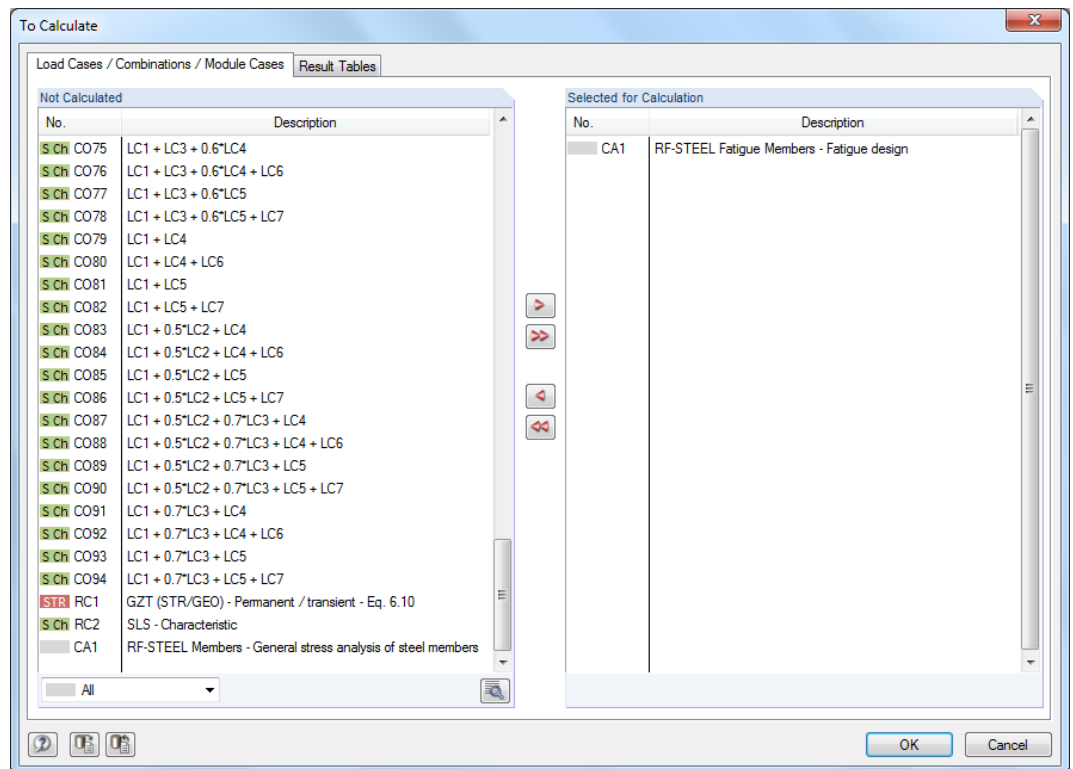 To Calculate
Load Cases / Combinations / Module Cases Result Tables
Not Calculated
No. Description
S Ch CO75 LC1 + LC3 + 0.6*LC4
S Ch CO76 LC1 + LC3 + 0.6*LC4 + LC6
S Ch CO77 LC1 + LC3 + 0.6*LC5
S Ch CO78 LC1 + LC3 + 0.6*LC5 + LC7
S Ch CO79 LC1 + LC4
S Ch CO80 LC1 + LC4 + LC6
S Ch CO81 LC1 + LC5
S Ch CO82 LC1 + LC5 + LC7
S Ch CO83 LC1 + 0.5*LC2 + LC4
S Ch CO84 LC1 + 0.5*LC2 + LC4 + LC6
S Ch CO85 LC1 + 0.5*LC2 + LC5
S Ch CO86 LC1 + 0.5*LC2 + LC5 + LC7
S Ch CO87 LC1 + 0.5*LC2 + 0.7*LC3 + LC4
S Ch CO88 LC1 + 0.5*LC2 + 0.7*LC3 + LC4 + LC6
S Ch CO89 LC1 + 0.5*LC2 + 0.7*LC3 + LC5
S Ch CO90 LC1 + 0.5*LC2 + 0.7*LC3 + LC5 + LC7
S Ch CO91 LC1 + 0.7*LC3 + LC4
S Ch CO92 LC1 + 0.7*LC3 + LC4 + LC6
S Ch CO93 LC1 + 0.7*LC3 + LC5
S Ch CO94 LC1 + 0.7*LC3 + LC5 + LC7
STR RC1 GZT (STR/GEO) - Permanent / transient - Eq. 6.10
S Ch RC2 SLS - Characteristic
CA1 RF-STEEL Members - General stress analysis of steel members
All
Selected for Calculation
No. Description
CA1 RF-STEEL Fatigue Members - Fatigue design
OK Cancel